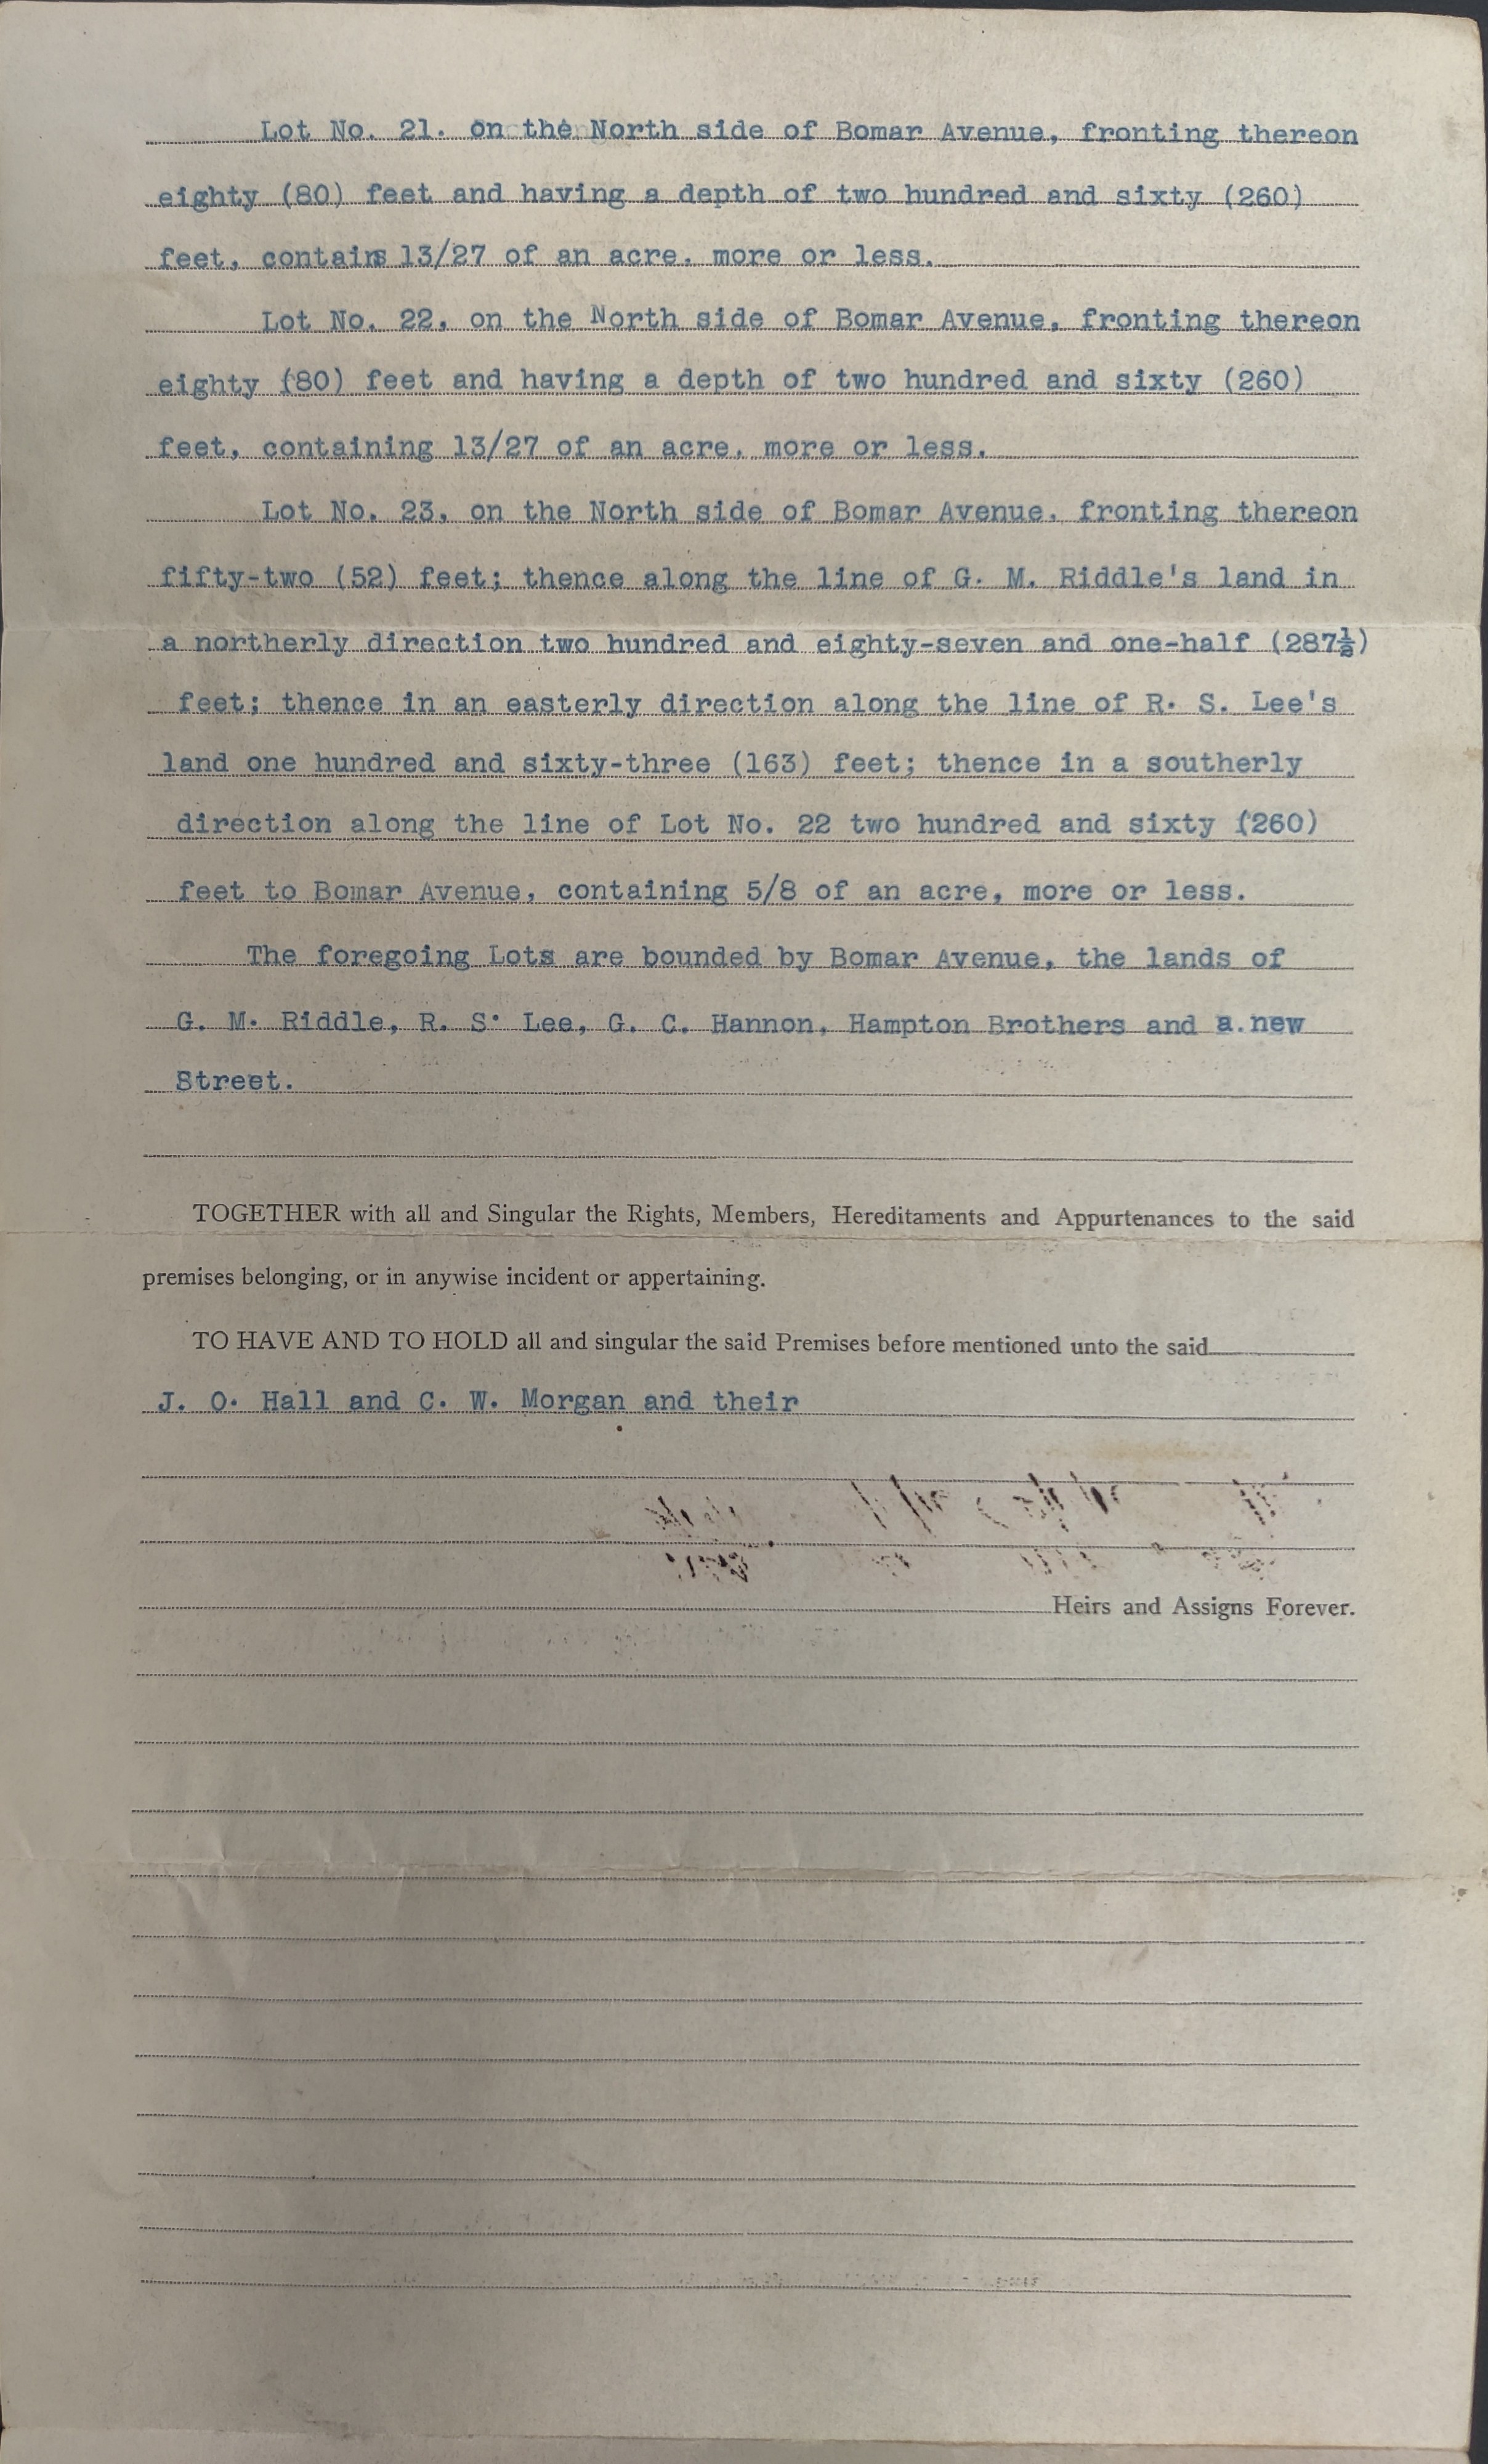 Lot No. 21. on the North side of Bomar Avenue, fronting thereon
eighty (80) feet and having a depth of two hundred and sixty (260)
feet, contains 13/27 of an acre, more or less.
Lot No. 22, on the North side of Bomar Avenue, fronting thereon
eighty (80) feet and having a depth of two hundred and sixty (260)
feet, containing 13/27 of an acre, more or less.
Lot No. 23, on the North side of Bomar Avenue, fronting thereon
fifty-two (52) feet; thence along the line of G. M. Riddle's land in
a northerly direction two hundred and eighty-seven and one-half (287½)
feet; thence in an easterly direction along the line of R. S. Lee's
land one hundred and sixty-three (163) feet; thence in a southerly
direction along the line of Lot No. 22 two hundred and sixty (260)
feet to Bomar Avenue, containing 5/8 of an acre, more or less.
The foregoing Lots are bounded by Bomar Avenue, the lands of
G. M. Riddle, R. S. Lee, G. C. Hannon, Hampton Brothers and a new
Street.
TOGETHER with all and Singular the Rights, Members, Hereditaments and Appurtenances to the said
premises belonging, or in anywise incident or appertaining.
TO HAVE AND TO HOLD all and singular the said Premises before mentioned unto the said
J. O. Hall and C. W. Morgan and their
Heirs and Assigns Forever.